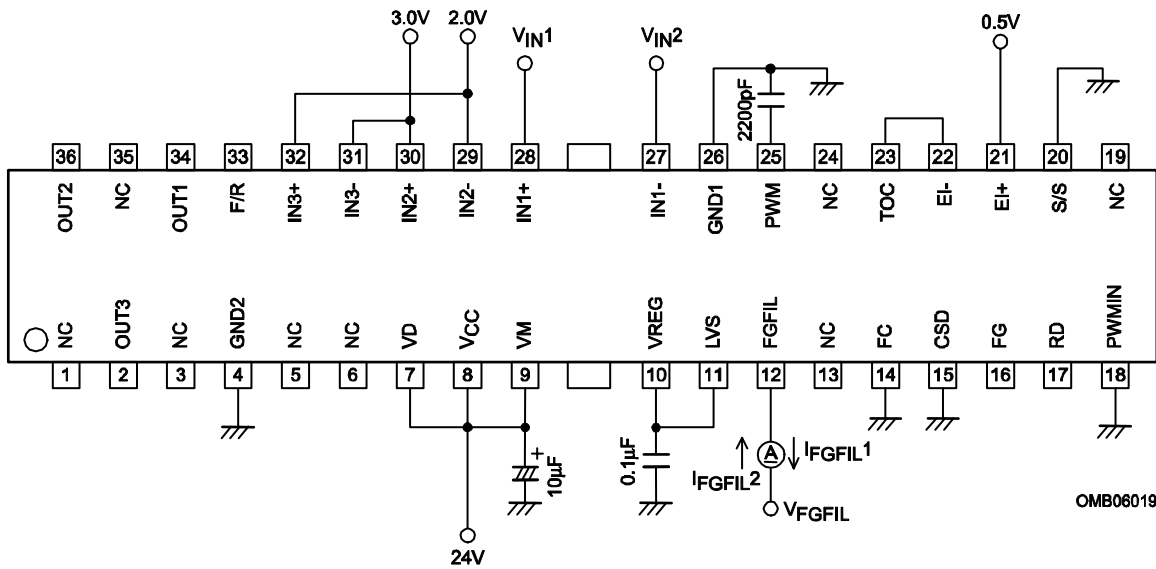 3.0V 2.0V
VIN1
VIN2
0.5V
2200pF
36 35 34 33 32 31 30 29 28 27 26 25 24 23 22 21 20 19
OUT2 NC OUT1 F/R IN3+ IN3- IN2+ IN2- IN1+ IN1- GND1 PWM NC TOC EI- EI+ S/S NC
NC OUT3 NC GND2 NC NC VD VCC VM VREG LVS FGFIL NC FC CSD FG RD PWMIN
1 2 3 4 5 6 7 8 9 10 11 12 13 14 15 16 17 18
+
10μF
0.1μF
A
IFGFIL1
IFGFIL2
VFGFIL
24V
OMB06019